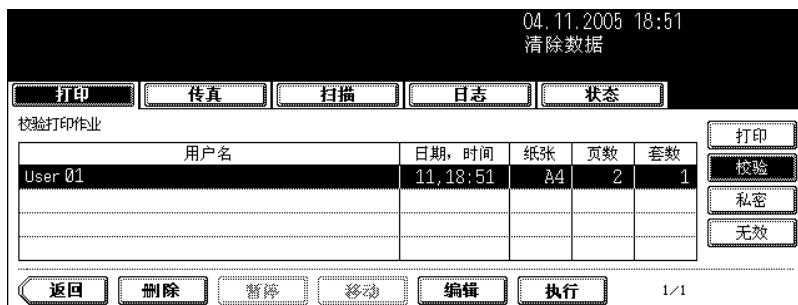 04.11.2005 18:51
清除数据
打印 传真 扫描 日志 状态
校验打印作业
打印
用户名 日期，时间 纸张 页数 套数
校验
User 01 11,18:51 A4 2 1
私密
无效
返回 删除 暂停 移动 编辑 执行 1/1